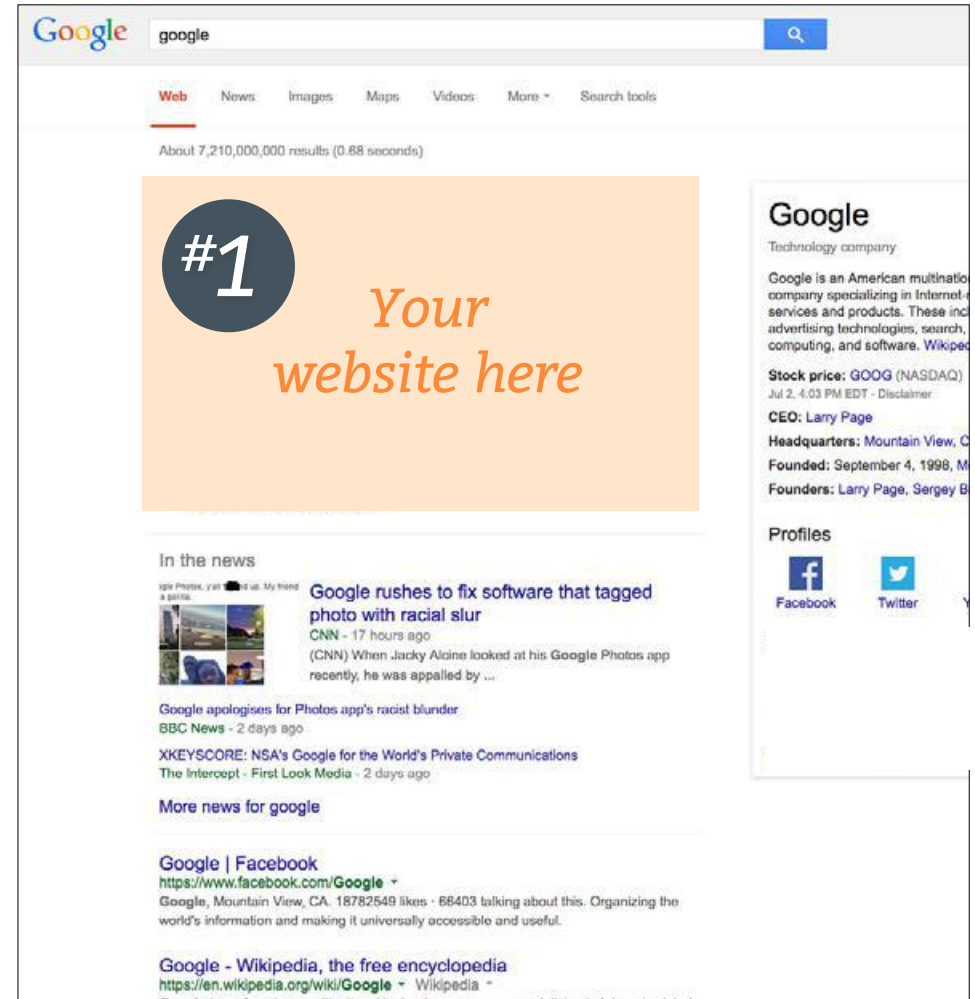 Google
google
Web News Images Maps Videos More Search tools
About 7,210,000,000 results (0.68 seconds)
#1
Your
website here
In the news
Google rushes to fix software that tagged
photo with racial slur
CNN - 17 hours ago
(CNN) When Jacky Alcine looked at his Google Photos app
recently, he was appalled by ...
Google apologises for Photos app's racist blunder
BBC News - 2 days ago
XKEYSCORE: NSA's Google for the World's Private Communications
The Intercept - First Look Media - 2 days ago
More news for google
Google | Facebook
https://www.facebook.com/Google
Google, Mountain View, CA. 18782549 likes · 66403 talking about this. Organizing the
world's information and making it universally accessible and useful.
Google - Wikipedia, the free encyclopedia
https://en.wikipedia.org/wiki/Google Wikipedia
Google
Technology company
Google is an American
company specializing in
services and products. These
advertising technologies, search,
computing, and software.
Stock price: GOOG (NASDAQ)
Jul 2, 4:03 PM EDT - Disclaimer
CEO: Larry Page
Headquarters: Mountain View,
Founded: September 4, 1998,
Founders: Larry Page, Sergey
Profiles
Facebook Twitter